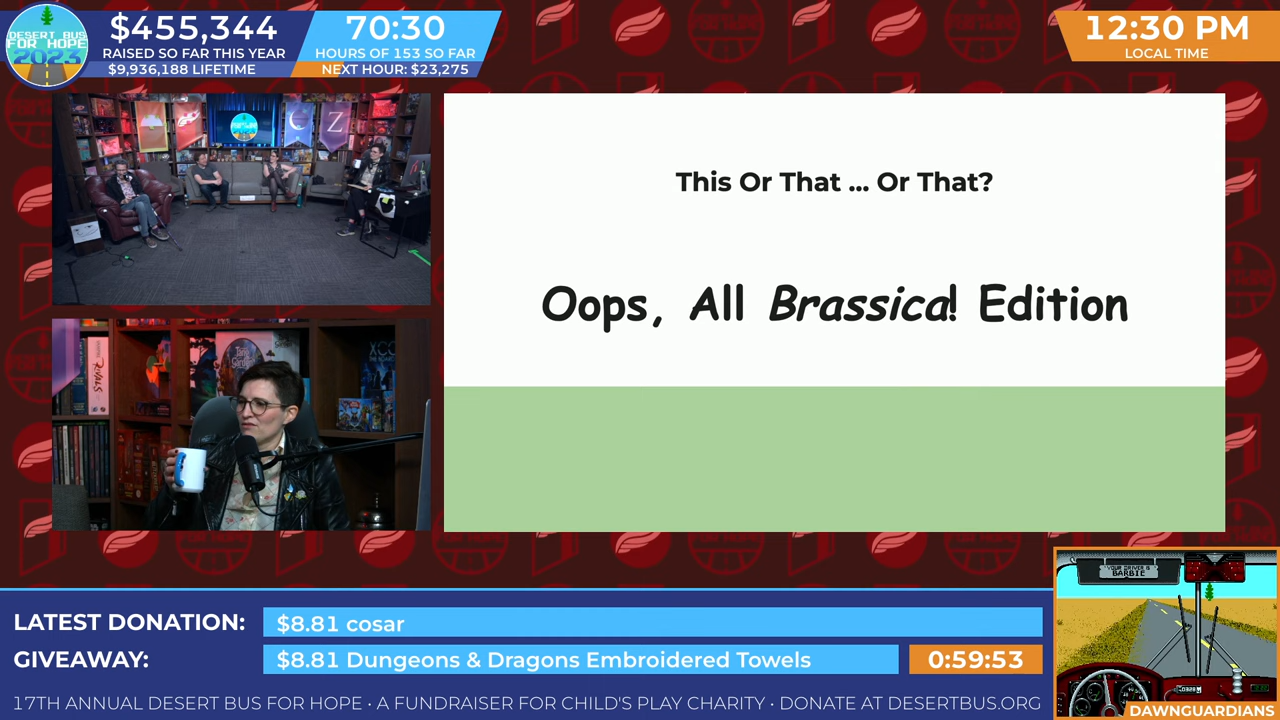 DESERT BUS
FOR HOPE
2023
$455,344
RAISED SO FAR THIS YEAR
$9,936,188 LIFETIME
70:30
HOURS OF 153 SO FAR
NEXT HOUR: $23,275
12:30 PM
LOCAL TIME
Z
RIVALS
This Or That ... Or That?
Oops, All Brassica! Edition
YOUR DRIVER IS
BARBIE
LATEST DONATION:
$8.81 cosar
GIVEAWAY:
$8.81 Dungeons & Dragons Embroidered Towels
0:59:53
17TH ANNUAL DESERT BUS FOR HOPE • A FUNDRAISER FOR CHILD'S PLAY CHARITY • DONATE AT DESERTBUS.ORG
DAWNGUARDIANS